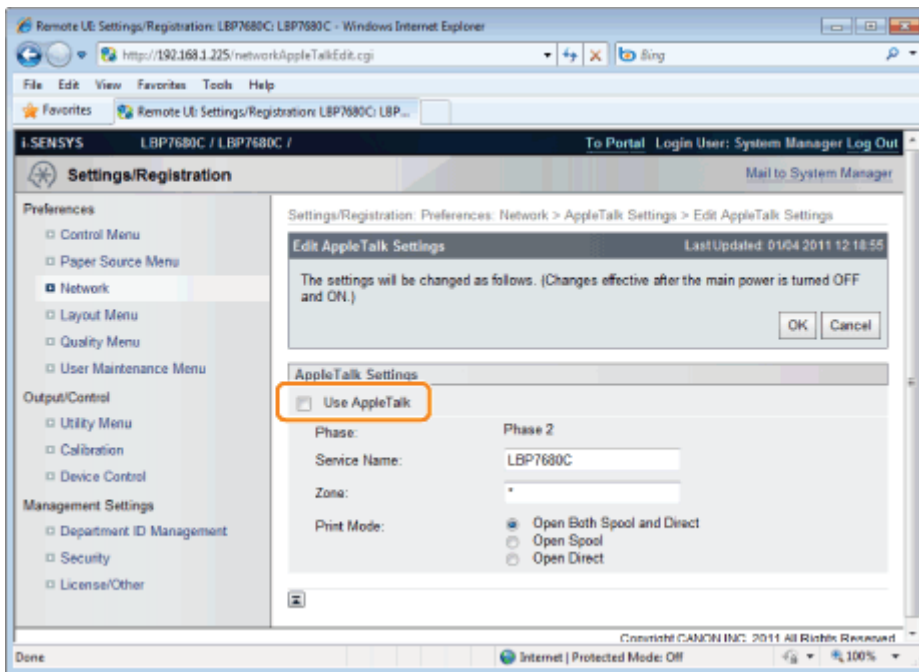 Remote UI: Settings/Registration: LBP7680C: LBP7680C - Windows Internet Explorer
http://192.168.1.225/networkAppleTalkEdit.cgi
Bing
File Edit View Favorites Tools Help
Favorites Remote UI: Settings/Registration: LBP7680C: LBP...
i-SENSYS LBP7680C / LBP7680C / To Portal Login User: System Manager Log Out
Settings/Registration Mail to System Manager
Preferences
Control Menu
Paper Source Menu
Network
Layout Menu
Quality Menu
User Maintenance Menu
Output/Control
Utility Menu
Calibration
Device Control
Management Settings
Department ID Management
Security
License/Other
Settings/Registration: Preferences: Network > AppleTalk Settings > Edit AppleTalk Settings
Edit AppleTalk Settings Last Updated: 01/04 2011 12:18:55
The settings will be changed as follows. (Changes effective after the main power is turned OFF
and ON.)
OK Cancel
AppleTalk Settings
Use AppleTalk
Phase: Phase 2
Service Name: LBP7680C
Zone: *
Print Mode: Open Both Spool and Direct
Open Spool
Open Direct
Copyright CANON INC. 2011 All Rights Reserved
Done Internet | Protected Mode: Off 100%